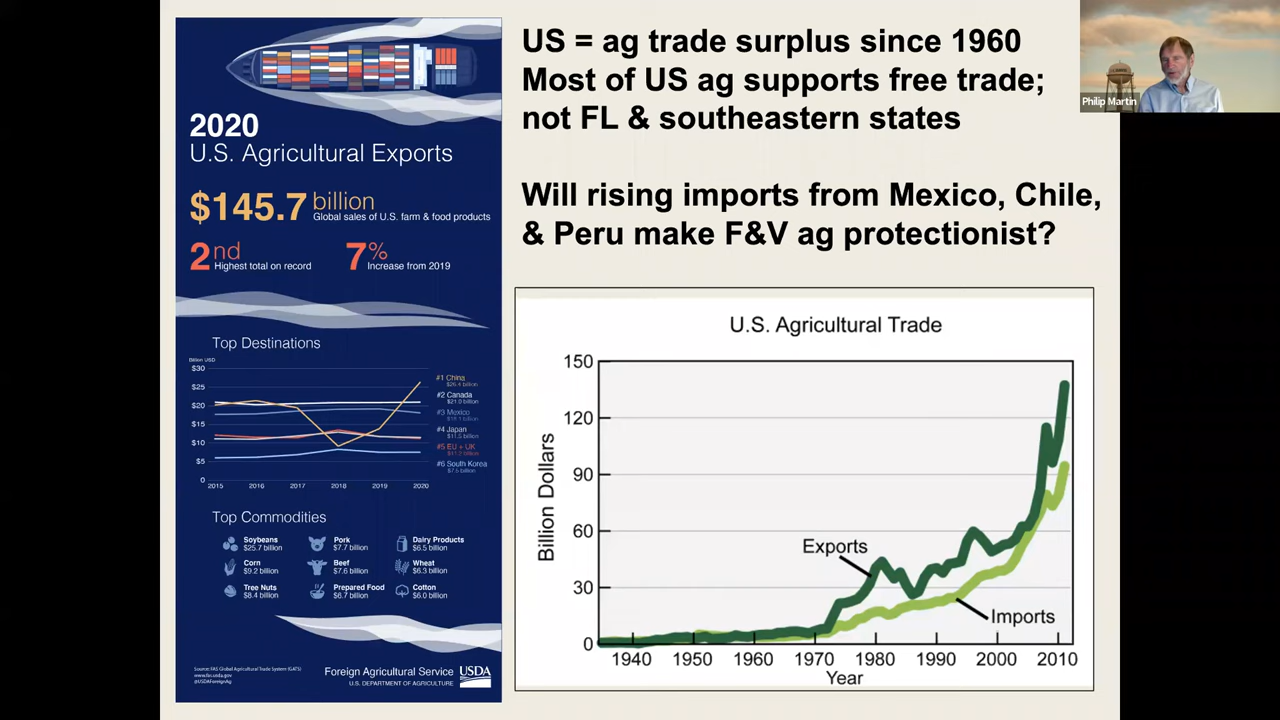 US = ag trade surplus since 1960
Most of US ag supports free trade;
not FL & southeastern states
Will rising imports from Mexico, Chile,
& Peru make F&V ag protectionist?
Philip Martin
2020
U.S. Agricultural Exports
$145.7 billion
Global sales of U.S. farm & food products
2nd
Highest total on record
7%
Increase from 2019
Top Destinations
Billion USD
$30
$25
$20
$15
$10
$5
0
2015 2016 2017 2018 2019 2020
#1 China
$26.4 billion
#2 Canada
#3 Mexico
#4 Japan
#5 EU + UK
#6 South Korea
Top Commodities
Soybeans
$25.7 billion
Pork
$7.7 billion
Dairy Products
$6.5 billion
Corn
$9.2 billion
Beef
$7.6 billion
Wheat
$6.3 billion
Tree Nuts
$8.4 billion
Prepared Food
$6.7 billion
Cotton
$6.0 billion
Source: FAS Global Agricultural Trade System (GATS)
www.fas.usda.gov
@USDAForeignAg
Foreign Agricultural Service
U.S. DEPARTMENT OF AGRICULTURE
USDA
U.S. Agricultural Trade
Billion Dollars
150
120
90
60
30
0
Exports
Imports
1940 1950 1960 1970 1980 1990 2000 2010
Year